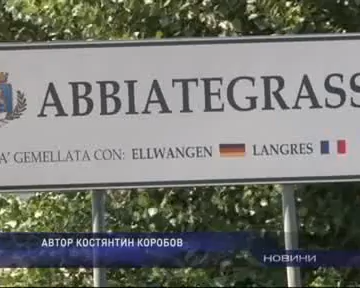 ABBIATEGRASS
A' GEMELLATA CON: ELLWANGEN LANGRES
АВТОР КОСТЯНТИН КОРОБОВ
НОВИНИ